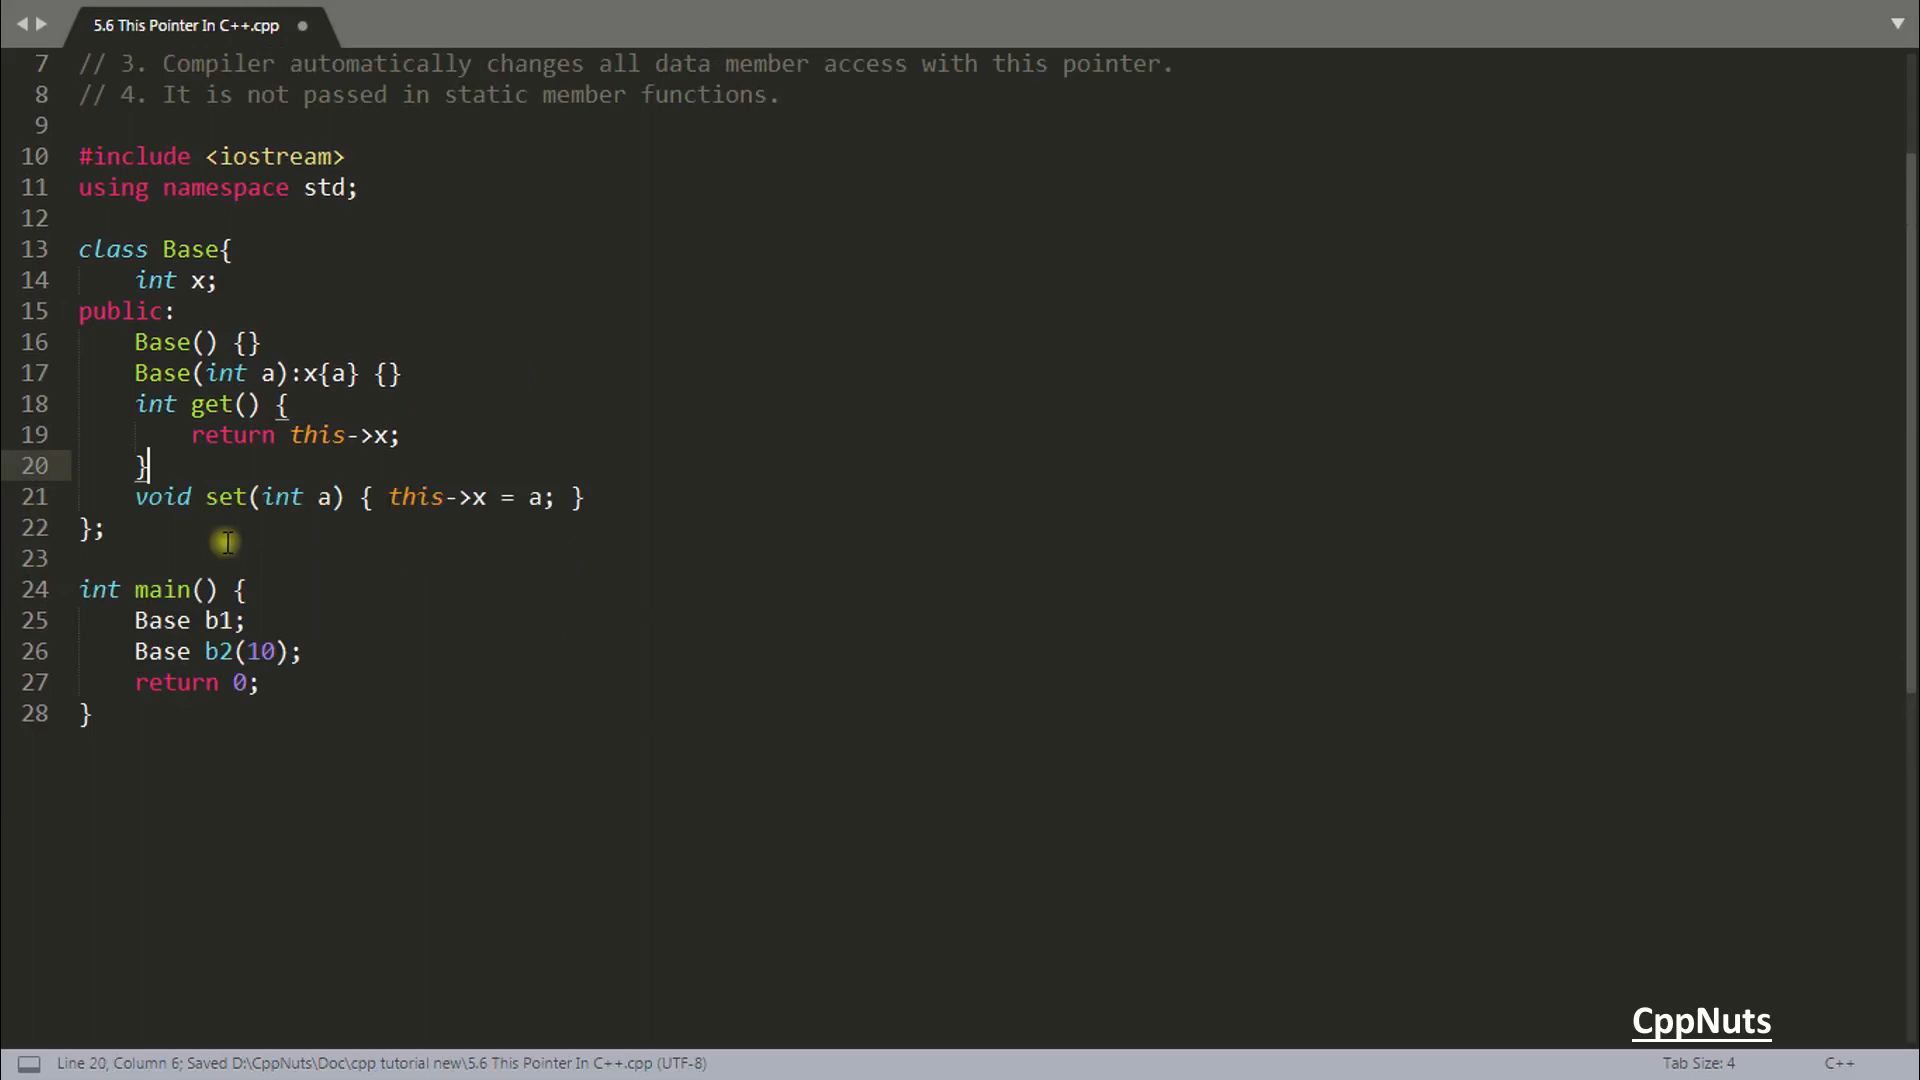 5.6 This Pointer In C++.cpp
7 // 3. Compiler automatically changes all data member access with this pointer.
8 // 4. It is not passed in static member functions.
9
10 #include <iostream>
11 using namespace std;
12
13 class Base{
14     int x;
15 public:
16     Base() {}
17     Base(int a):x{a} {}
18     int get() {
19         return this->x;
20     }
21     void set(int a) { this->x = a; }
22 };
23
24 int main() {
25     Base b1;
26     Base b2(10);
27     return 0;
28 }
CppNuts
Line 20, Column 6; Saved D:\CppNuts\Doc\cpp tutorial new\5.6 This Pointer In C++.cpp (UTF-8) Tab Size: 4 C++